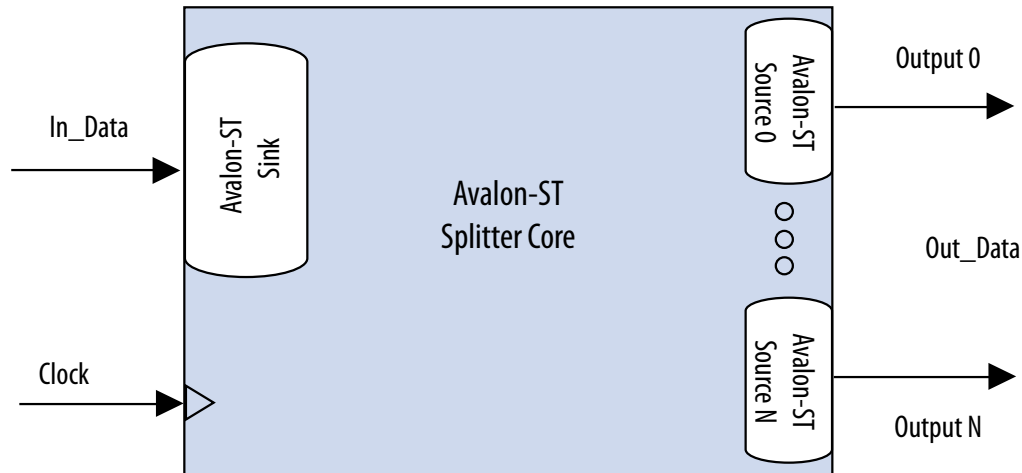 In_Data
Avalon-ST
Sink
Clock
Avalon-ST
Splitter Core
Avalon-ST
Source 0
Output 0
Out_Data
Avalon-ST
Source N
Output N